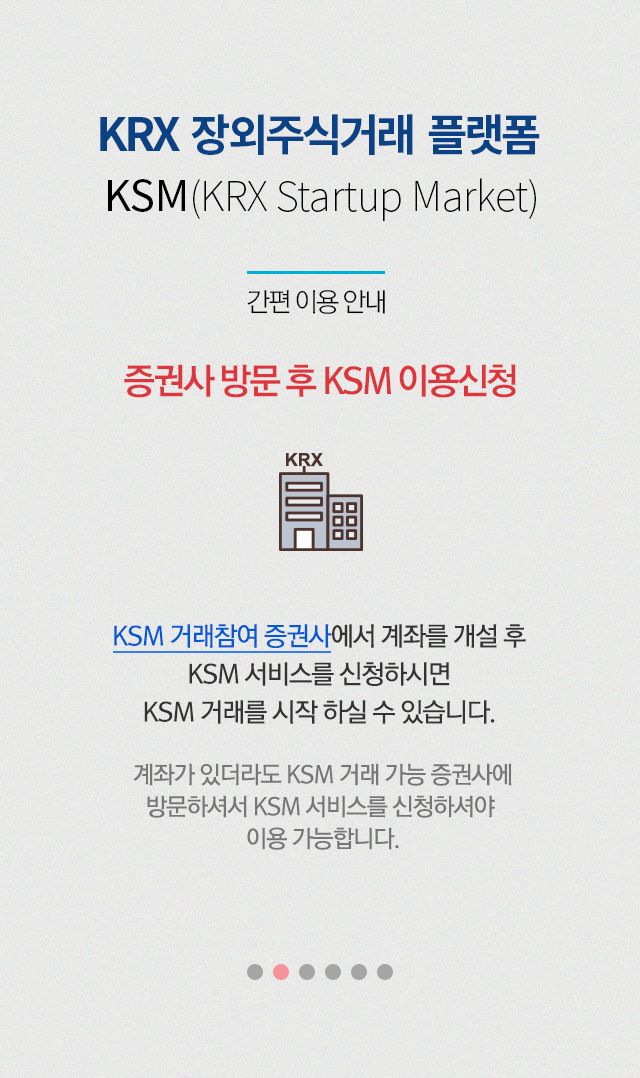 KRX 장외주식거래 플랫폼
KSM(KRX Startup Market)
간편 이용 안내
증권사 방문 후 KSM 이용신청
KRX
KSM 거래참여 증권사에서 계좌를 개설 후
KSM 서비스를 신청하시면
KSM 거래를 시작 하실 수 있습니다.
계좌가 있더라도 KSM 거래 가능 증권사에
방문하셔서 KSM 서비스를 신청하셔야
이용 가능합니다.